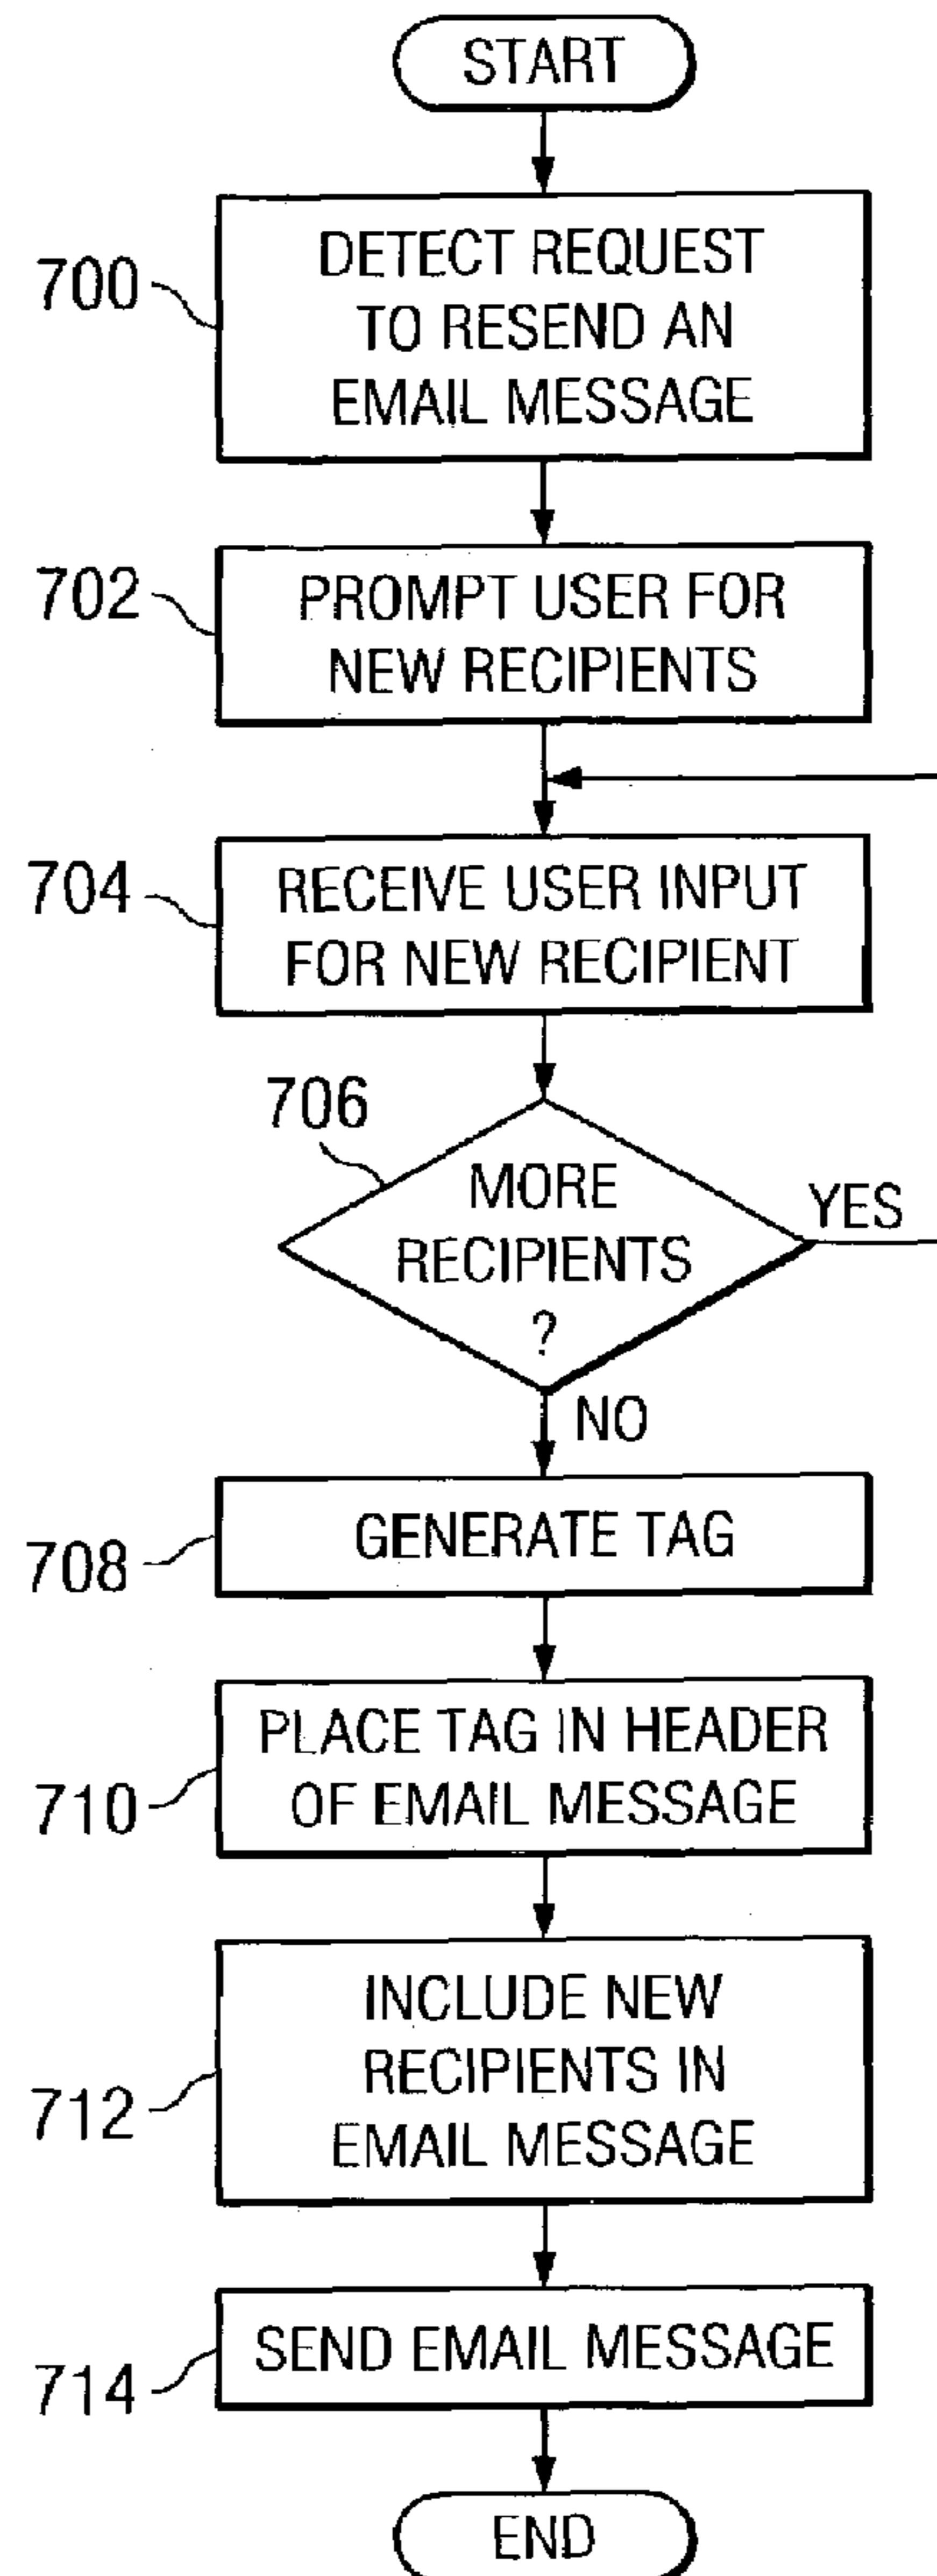 START
700
DETECT REQUEST
TO RESEND AN
EMAIL MESSAGE
702
PROMPT USER FOR
NEW RECIPIENTS
704
RECEIVE USER INPUT
FOR NEW RECIPIENT
706
MORE
RECIPIENTS
?
YES
NO
708
GENERATE TAG
710
PLACE TAG IN HEADER
OF EMAIL MESSAGE
712
INCLUDE NEW
RECIPIENTS IN
EMAIL MESSAGE
714
SEND EMAIL MESSAGE
END